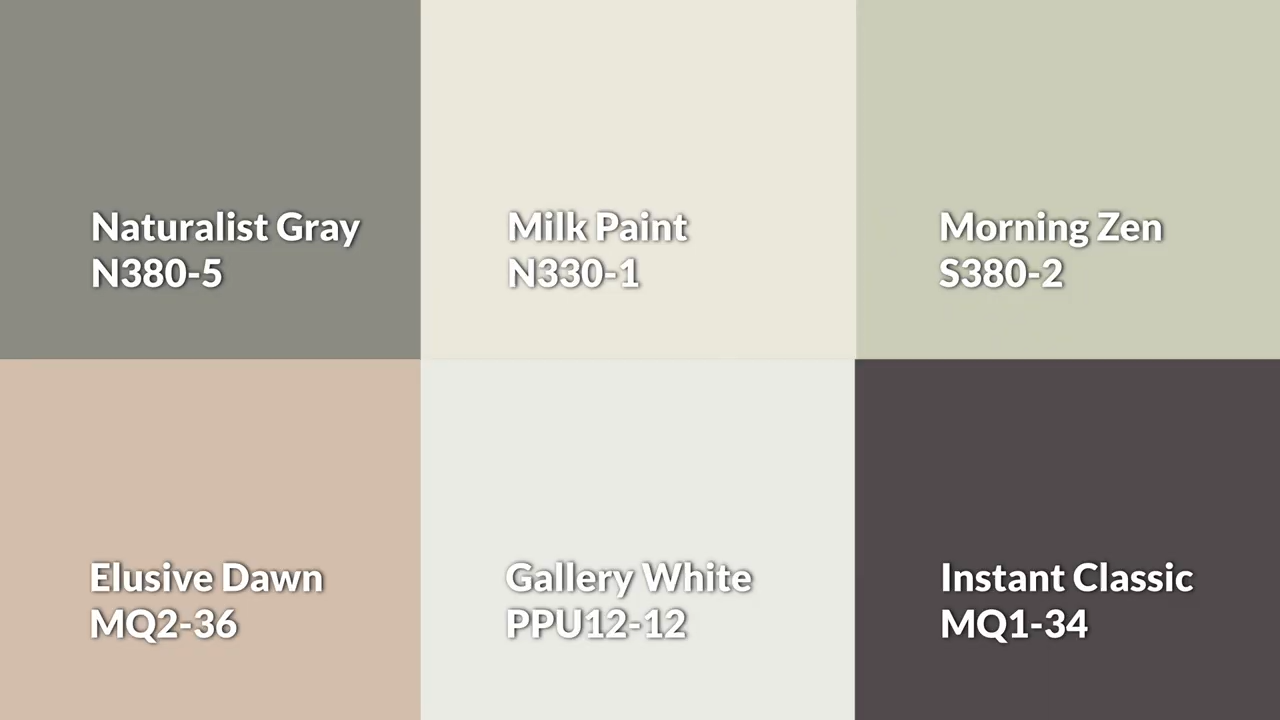 Naturalist Gray
N380-5
Milk Paint
N330-1
Morning Zen
S380-2
Elusive Dawn
MQ2-36
Gallery White
PPU12-12
Instant Classic
MQ1-34